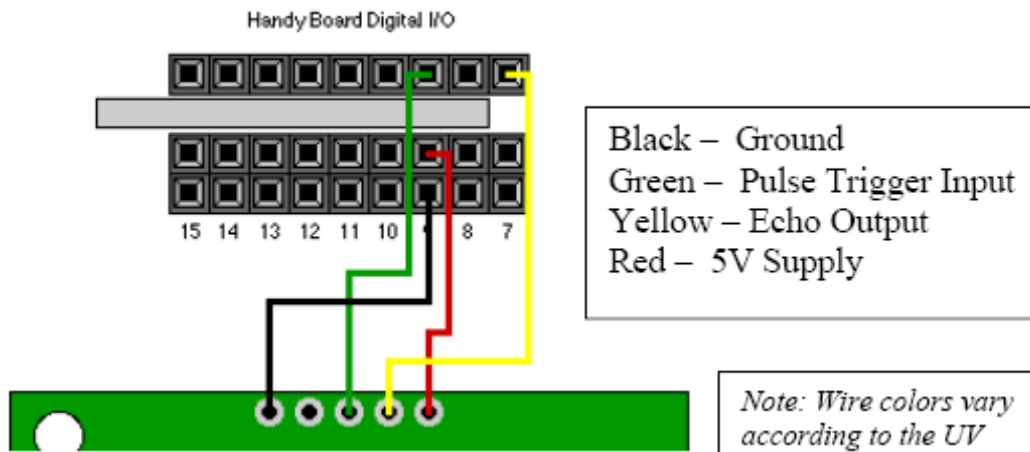 Handy Board Digital I/O
15 14 13 12 11 10 8 7
Black – Ground
Green – Pulse Trigger Input
Yellow – Echo Output
Red – 5V Supply
Note: Wire colors vary
according to the UV